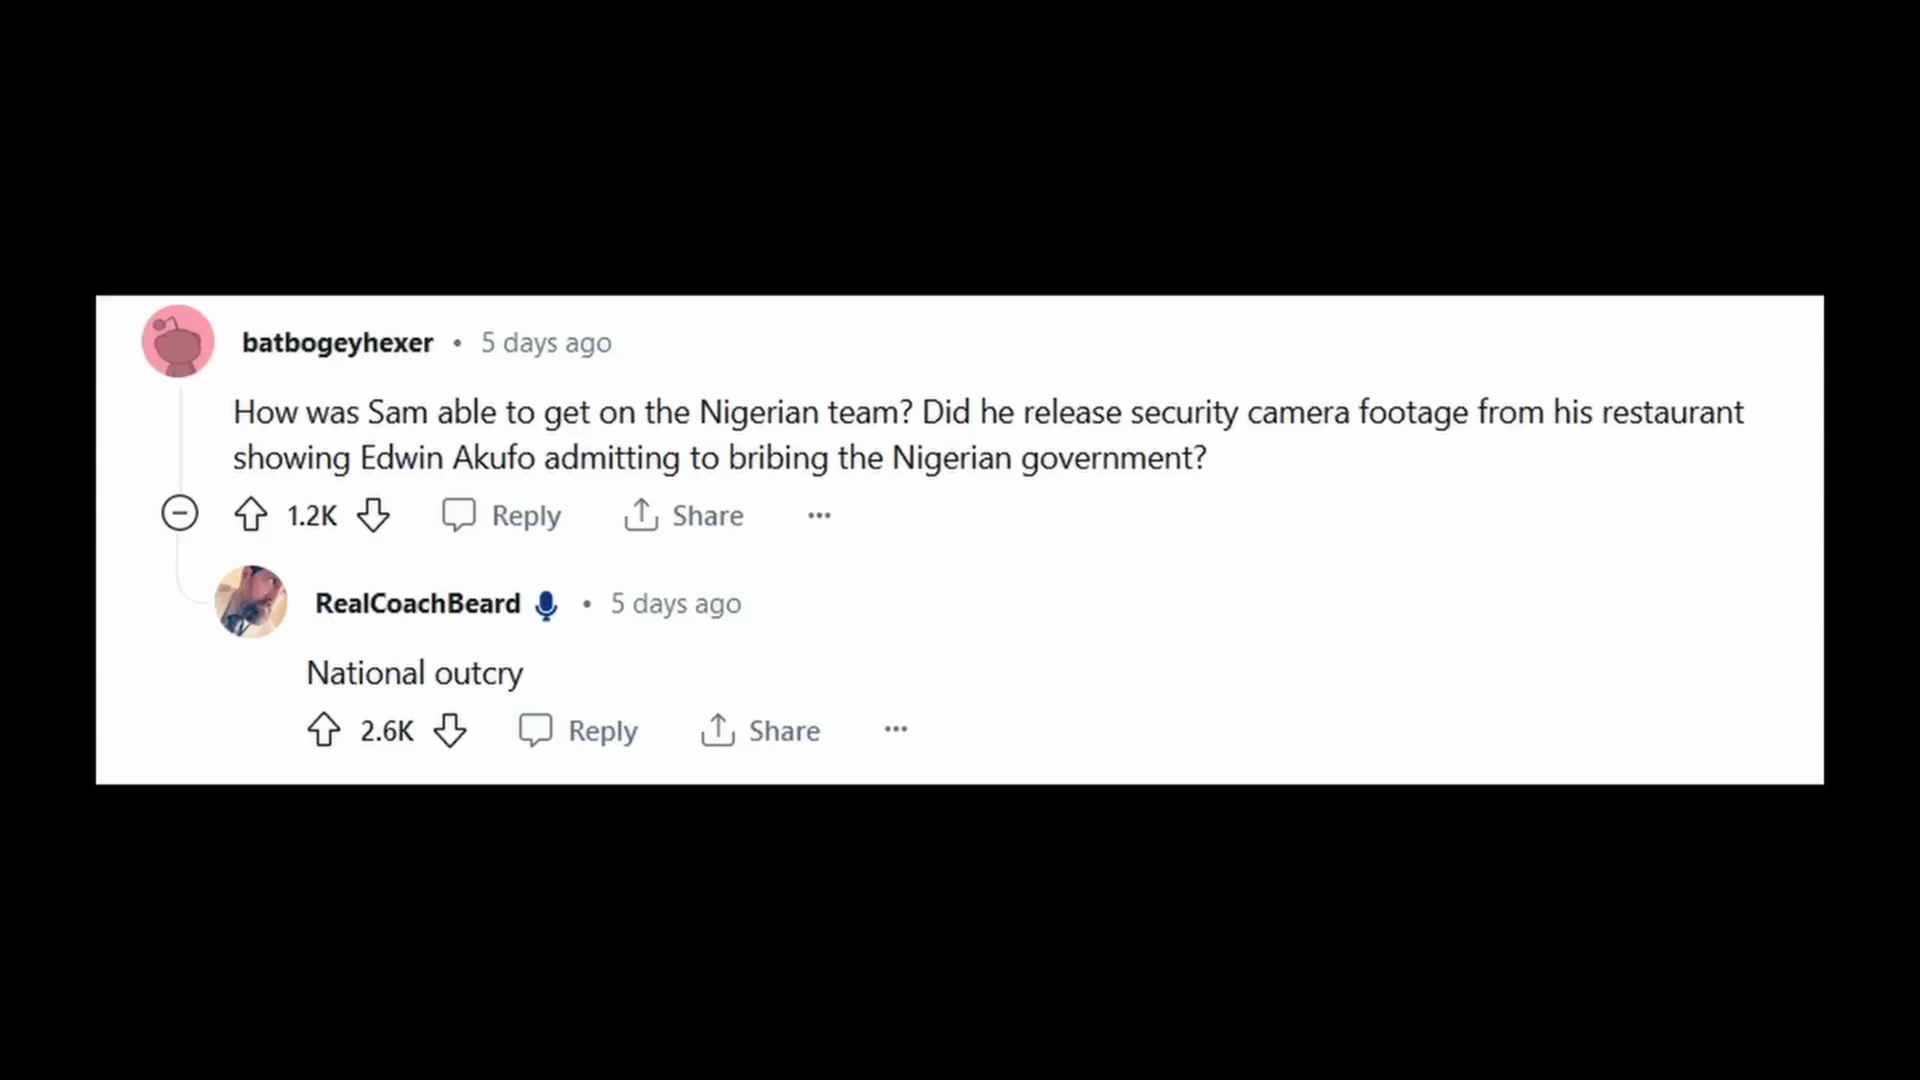 batbogeyhexer • 5 days ago
How was Sam able to get on the Nigerian team? Did he release security camera footage from his restaurant
showing Edwin Akufo admitting to bribing the Nigerian government?
1.2K Reply Share ...
RealCoachBeard • 5 days ago
National outcry
2.6K Reply Share ...